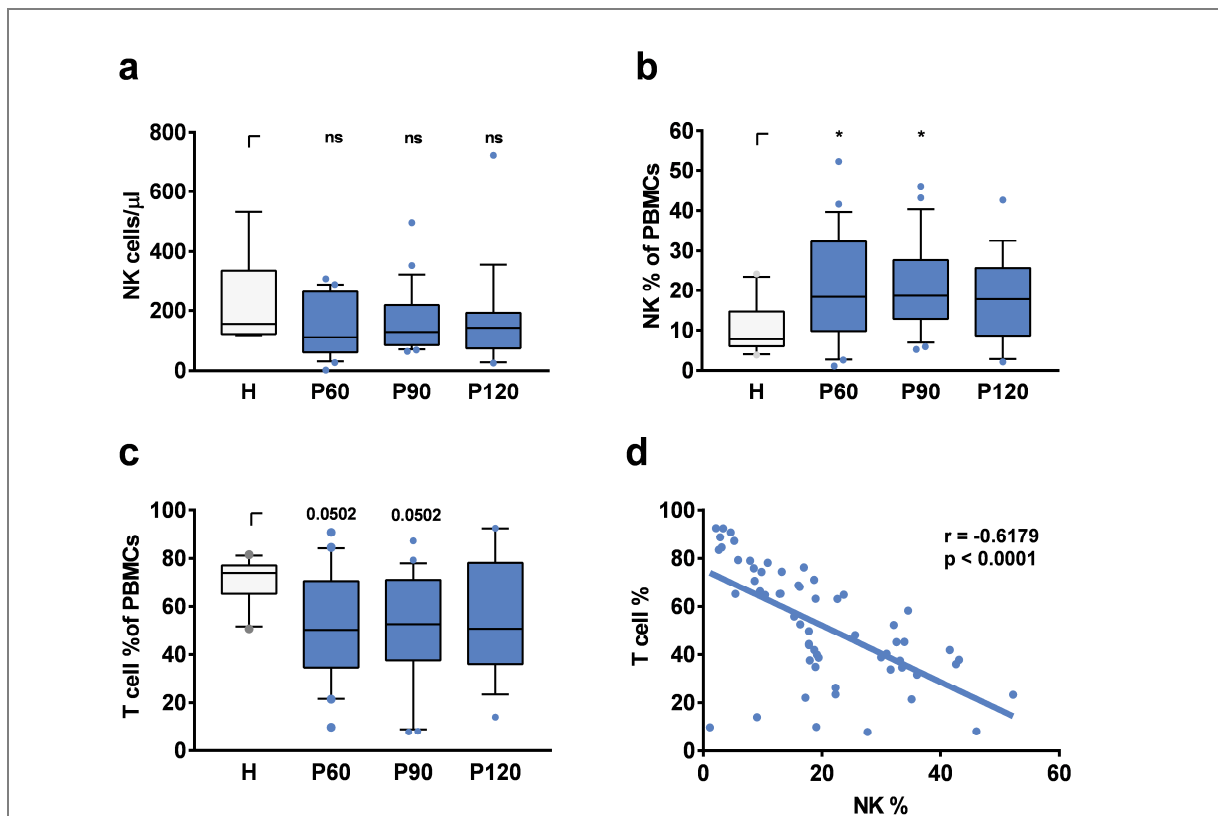 a
NK cells/µl
800
600
400
200
0
ns
ns
ns
H
P60
P90
P120
b
NK % of PBMCs
60
50
40
30
20
10
0
*
*
H
P60
P90
P120
c
T cell %of PBMCs
100
80
60
40
20
0
0.0502
0.0502
H
P60
P90
P120
d
T cell %
100
80
60
40
20
0
r = -0.6179
p < 0.0001
0
20
40
60
NK %